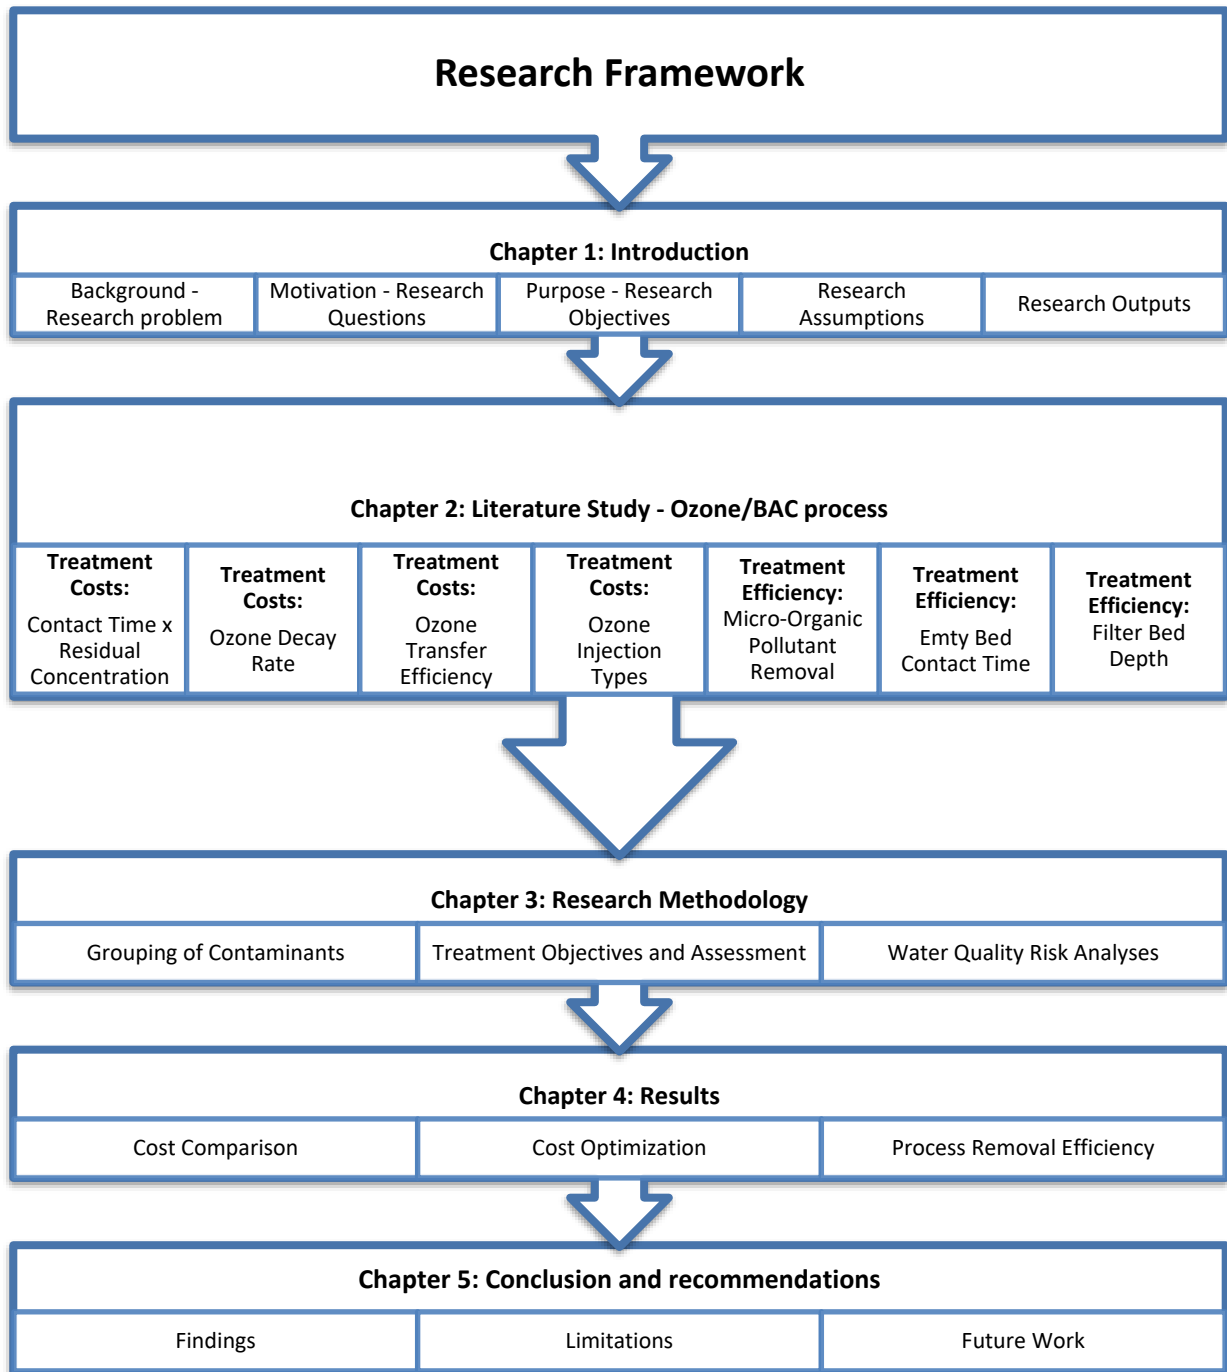 Research Framework
Chapter 1: Introduction
Background -
Research problem
Motivation - Research
Questions
Purpose - Research
Objectives
Research
Assumptions
Research Outputs
Chapter 2: Literature Study - Ozone/BAC process
Treatment
Costs:
Contact Time x
Residual
Concentration
Treatment
Costs:
Ozone Decay
Rate
Treatment
Costs:
Ozone
Transfer
Efficiency
Treatment
Costs:
Ozone
Injection
Types
Treatment
Efficiency:
Micro-Organic
Pollutant
Removal
Treatment
Efficiency:
Emty Bed
Contact Time
Treatment
Efficiency:
Filter Bed
Depth
Chapter 3: Research Methodology
Grouping of Contaminants
Treatment Objectives and Assessment
Water Quality Risk Analyses
Chapter 4: Results
Cost Comparison
Cost Optimization
Process Removal Efficiency
Chapter 5: Conclusion and recommendations
Findings
Limitations
Future Work